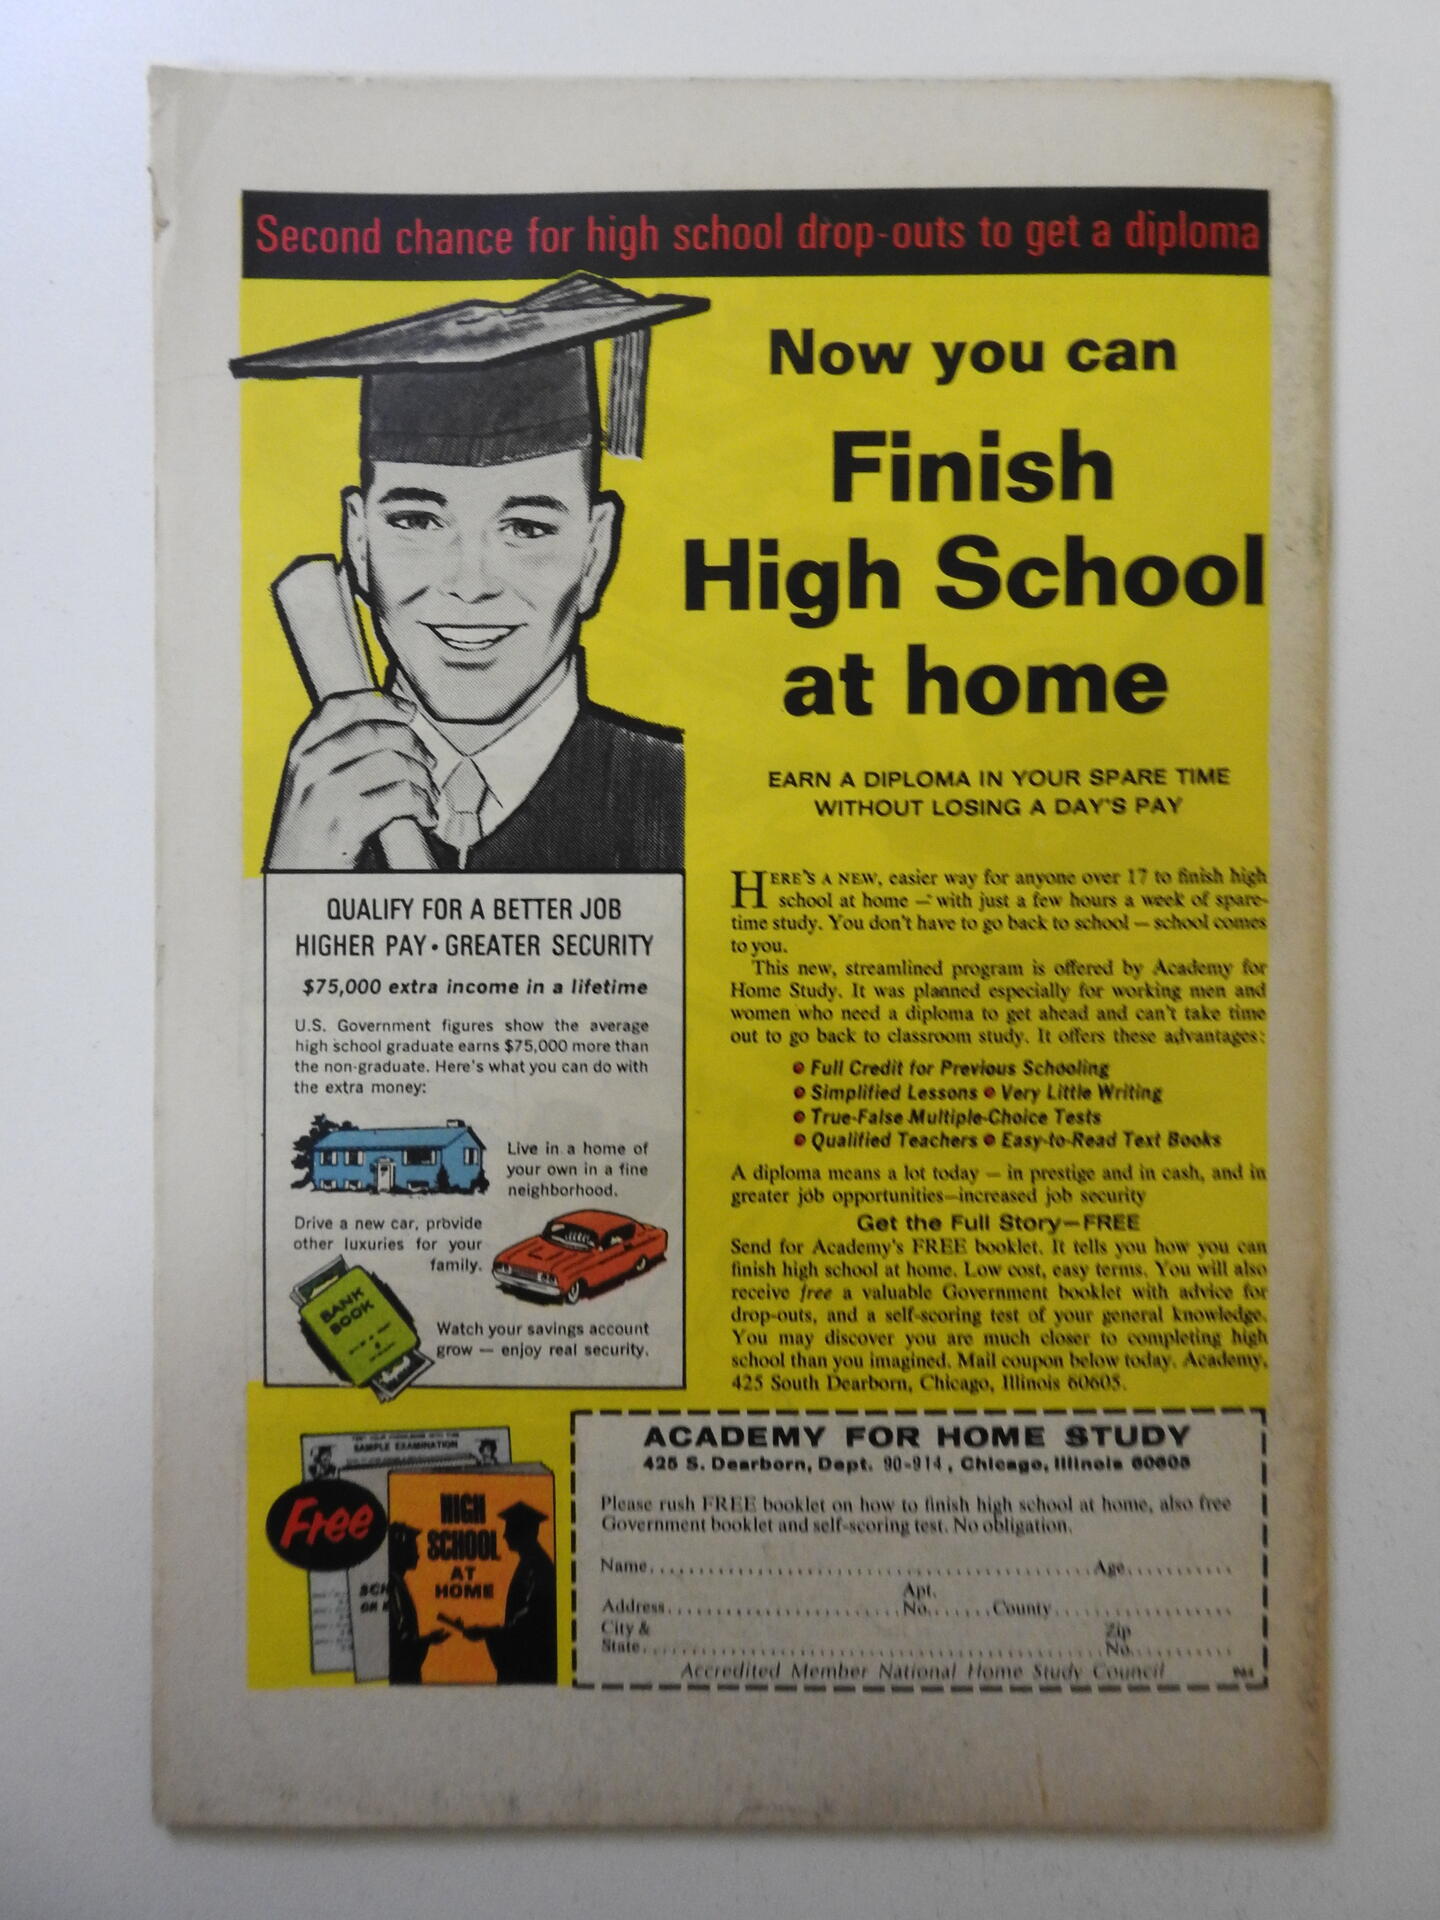 Second chance for high school drop-outs to get a diploma
Now you can
Finish
High School
at home
EARN A DIPLOMA IN YOUR SPARE TIME
WITHOUT LOSING A DAY'S PAY
HERE'S A NEW, easier way for anyone over 17 to finish high
school at home — with just a few hours a week of spare-
time study. You don't have to go back to school — school comes
to you.
This new, streamlined program is offered by Academy for
Home Study. It was planned especially for working men and
women who need a diploma to get ahead and can't take time
out to go back to classroom study. It offers these advantages:
• Full Credit for Previous Schooling
• Simplified Lessons • Very Little Writing
• True-False Multiple-Choice Tests
• Qualified Teachers • Easy-to-Read Text Books
A diploma means a lot today — in prestige and in cash, and in
greater job opportunities—increased job security
Get the Full Story—FREE
Send for Academy's FREE booklet. It tells you how you can
finish high school at home. Low cost, easy terms. You will also
receive free a valuable Government booklet with advice for
drop-outs, and a self-scoring test of your general knowledge.
You may discover you are much closer to completing high
school than you imagined. Mail coupon below today. Academy,
425 South Dearborn, Chicago, Illinois 60605.
QUALIFY FOR A BETTER JOB
HIGHER PAY • GREATER SECURITY
$75,000 extra income in a lifetime
U.S. Government figures show the average
high school graduate earns $75,000 more than
the non-graduate. Here's what you can do with
the extra money:
Live in a home of
your own in a fine
neighborhood.
Drive a new car, provide
other luxuries for your
family.
BANK
BOOK
Watch your savings account
grow — enjoy real security.
SAMPLE EXAMINATION
Free
HIGH
SCHOOL
AT
HOME
ACADEMY FOR HOME STUDY
425 S. Dearborn, Dept. 90-914, Chicago, Illinois 60605
Please rush FREE booklet on how to finish high school at home, also free
Government booklet and self-scoring test. No obligation.
Name.......................................................Age.............
Apt.
Address..............................No.......County......................
City & Zip
State..........................................................No.............
Accredited Member National Home Study Council